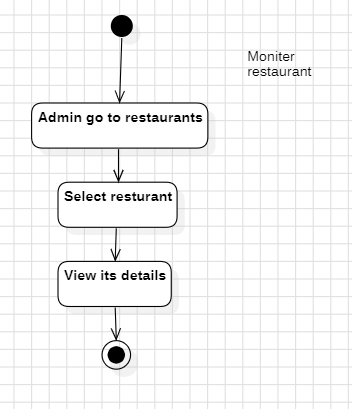 Moniter
restaurant
Admin go to restaurants
Select resturant
View its details